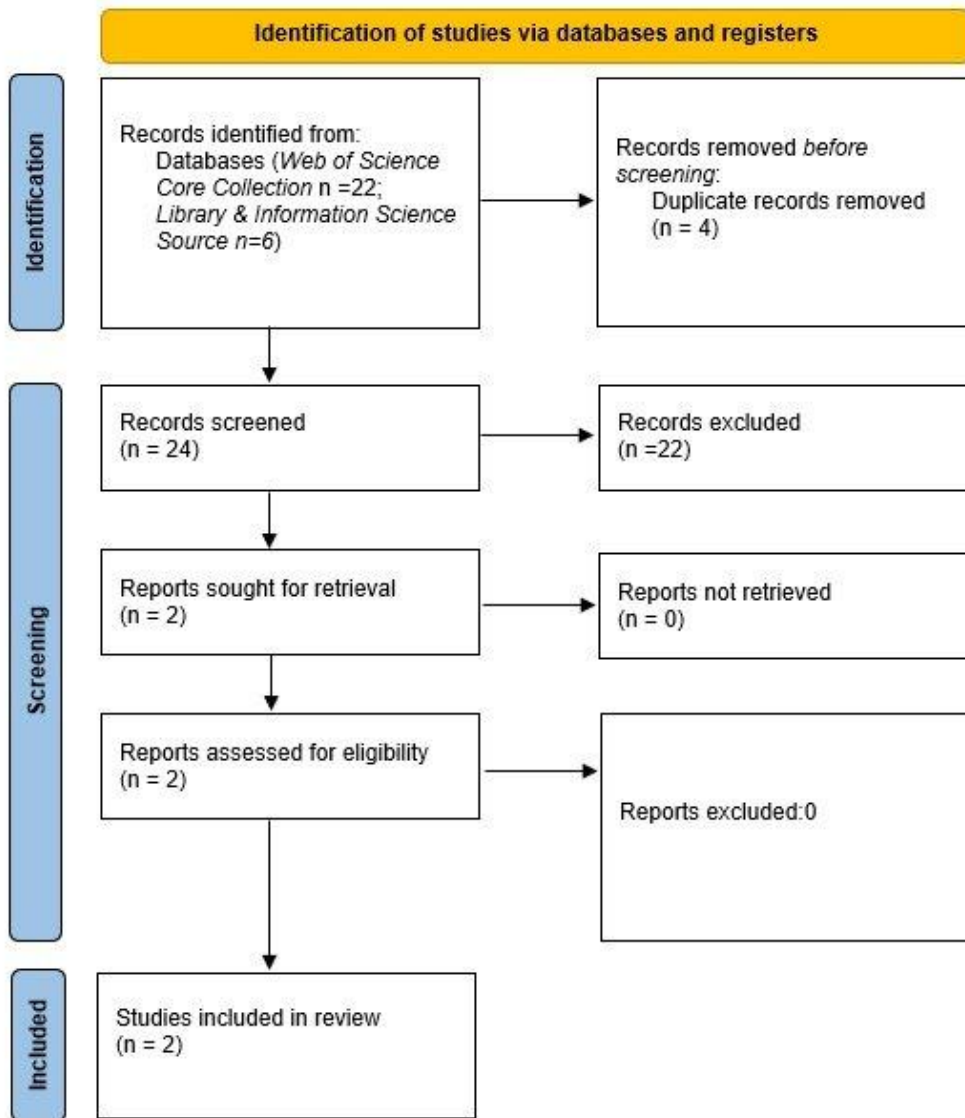 Identification of studies via databases and registers
Identification
Records identified from:
Databases (Web of Science
Core Collection n =22;
Library & Information Science
Source n=6)
Records removed before
screening:
Duplicate records removed
(n = 4)
Screening
Records screened
(n = 24)
Records excluded
(n =22)
Reports sought for retrieval
(n = 2)
Reports not retrieved
(n = 0)
Reports assessed for eligibility
(n = 2)
Reports excluded:0
Included
Studies included in review
(n = 2)